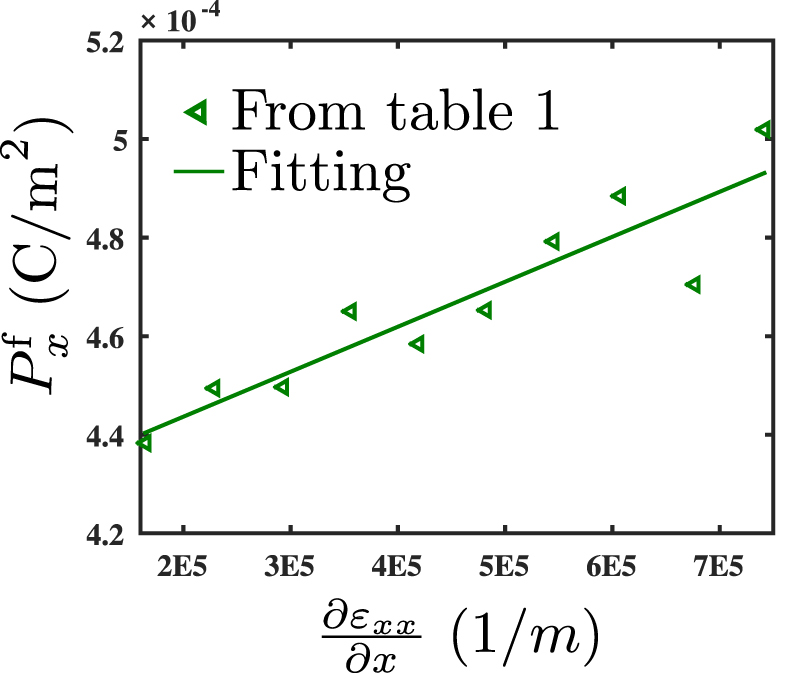 × 10⁻⁴
5.2
5
4.8
4.6
4.4
4.2
P_x^f (C/m²)
From table 1
Fitting
2E5 3E5 4E5 5E5 6E5 7E5
∂ε_xx/∂x (1/m)